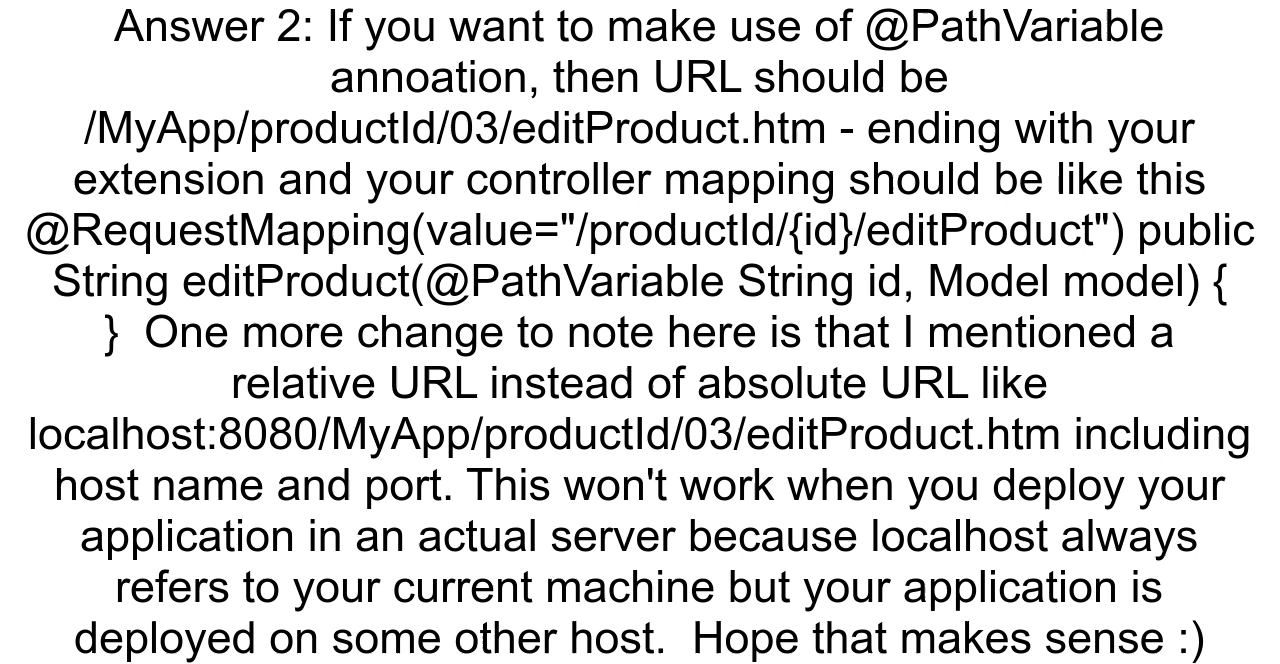 Answer 2: If you want to make use of @PathVariable
annoation, then URL should be
/MyApp/productId/03/editProduct.htm - ending with your
extension and your controller mapping should be like this
@RequestMapping(value="/productId/{id}/editProduct") public
String editProduct(@PathVariable String id, Model model) {
}  One more change to note here is that I mentioned a
relative URL instead of absolute URL like
localhost:8080/MyApp/productId/03/editProduct.htm including
host name and port. This won't work when you deploy your
application in an actual server because localhost always
refers to your current machine but your application is
deployed on some other host.  Hope that makes sense :)